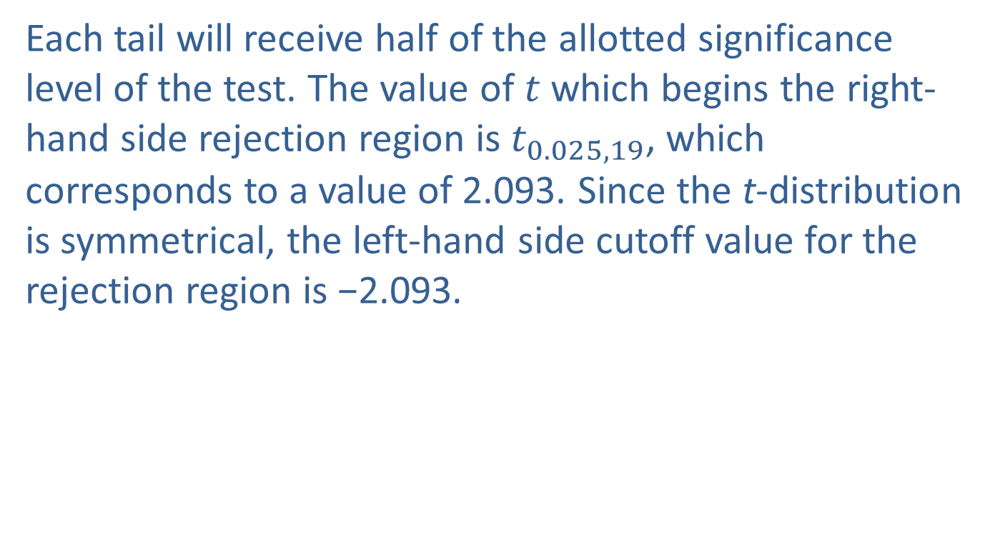 Each tail will receive half of the allotted significance
level of the test. The value of t which begins the right-
hand side rejection region is t0.025,19, which
corresponds to a value of 2.093. Since the t-distribution
is symmetrical, the left-hand side cutoff value for the
rejection region is −2.093.